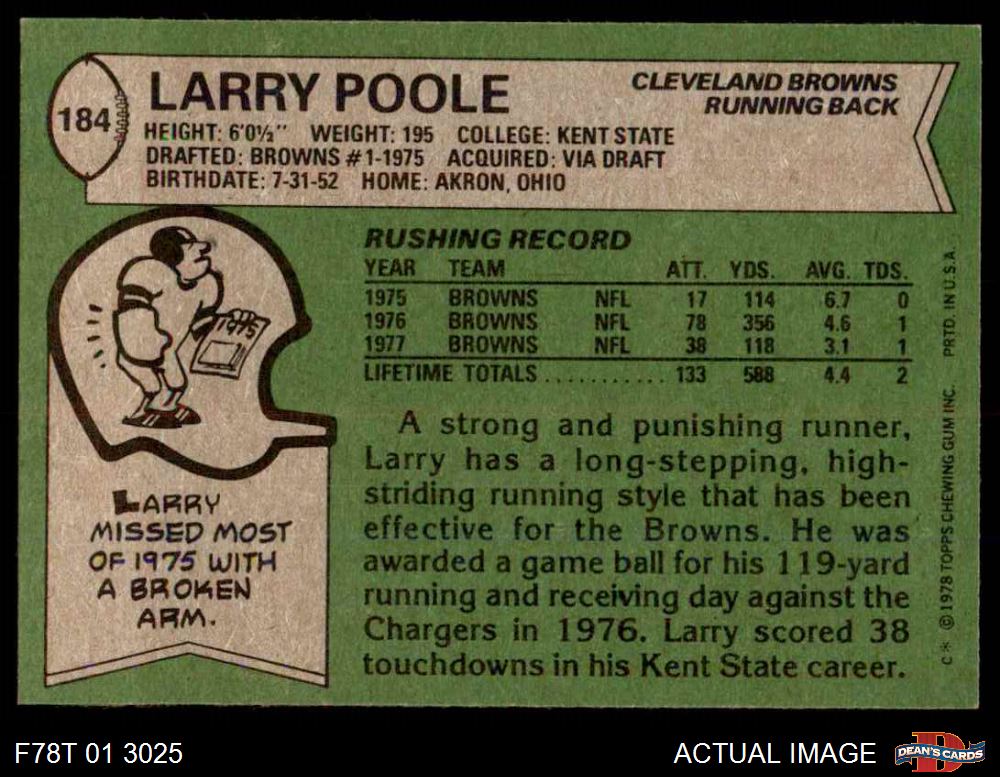 184
LARRY POOLE
CLEVELAND BROWNS
RUNNING BACK
HEIGHT: 6'0½" WEIGHT: 195 COLLEGE: KENT STATE
DRAFTED: BROWNS #1-1975 ACQUIRED: VIA DRAFT
BIRTHDATE: 7-31-52 HOME: AKRON, OHIO
1975
LARRY
MISSED MOST
OF 1975 WITH
A BROKEN
ARM.
RUSHING RECORD
YEAR TEAM ATT. YDS. AVG. TDS.
1975 BROWNS NFL 17 114 6.7 0
1976 BROWNS NFL 78 356 4.6 1
1977 BROWNS NFL 38 118 3.1 1
LIFETIME TOTALS ........... 133 588 4.4 2
A strong and punishing runner,
Larry has a long-stepping, high-
striding running style that has been
effective for the Browns. He was
awarded a game ball for his 119-yard
running and receiving day against the
Chargers in 1976. Larry scored 38
touchdowns in his Kent State career.
C* © 1978 TOPPS CHEWING GUM INC. PRTD. IN U.S.A.
F78T 01 3025
ACTUAL IMAGE
D
DEAN'S CARDS